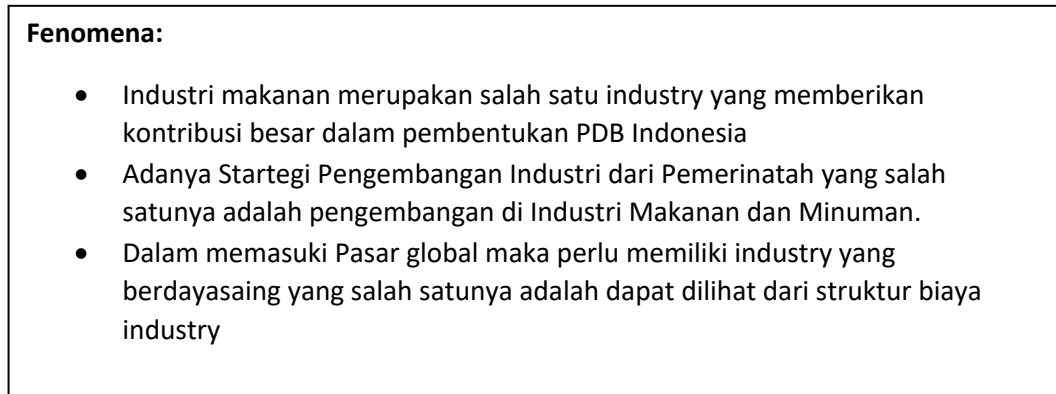 Fenomena:
• Industri makanan merupakan salah satu industry yang memberikan
kontribusi besar dalam pembentukan PDB Indonesia
• Adanya Startegi Pengembangan Industri dari Pemerinatah yang salah
satunya adalah pengembangan di Industri Makanan dan Minuman.
• Dalam memasuki Pasar global maka perlu memiliki industry yang
berdayasaing yang salah satunya adalah dapat dilihat dari struktur biaya
industry